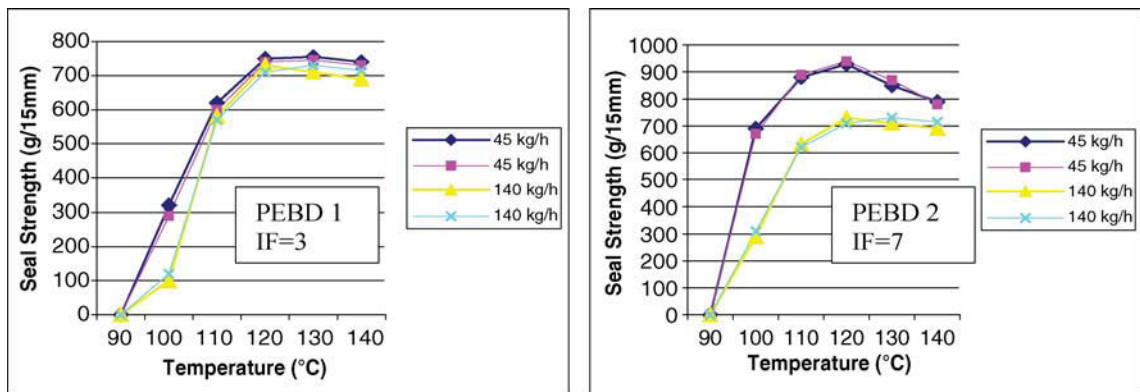 800
700
600
500
400
300
200
100
0
Seal Strength (g/15mm)
90 100 110 120 130 140
Temperature (°C)
PEBD 1
IF=3
45 kg/h
45 kg/h
140 kg/h
140 kg/h
1000
900
800
700
600
500
400
300
200
100
0
Seal Strength (g/15mm)
90 100 110 120 130 140
Temperature (°C)
PEBD 2
IF=7
45 kg/h
45 kg/h
140 kg/h
140 kg/h